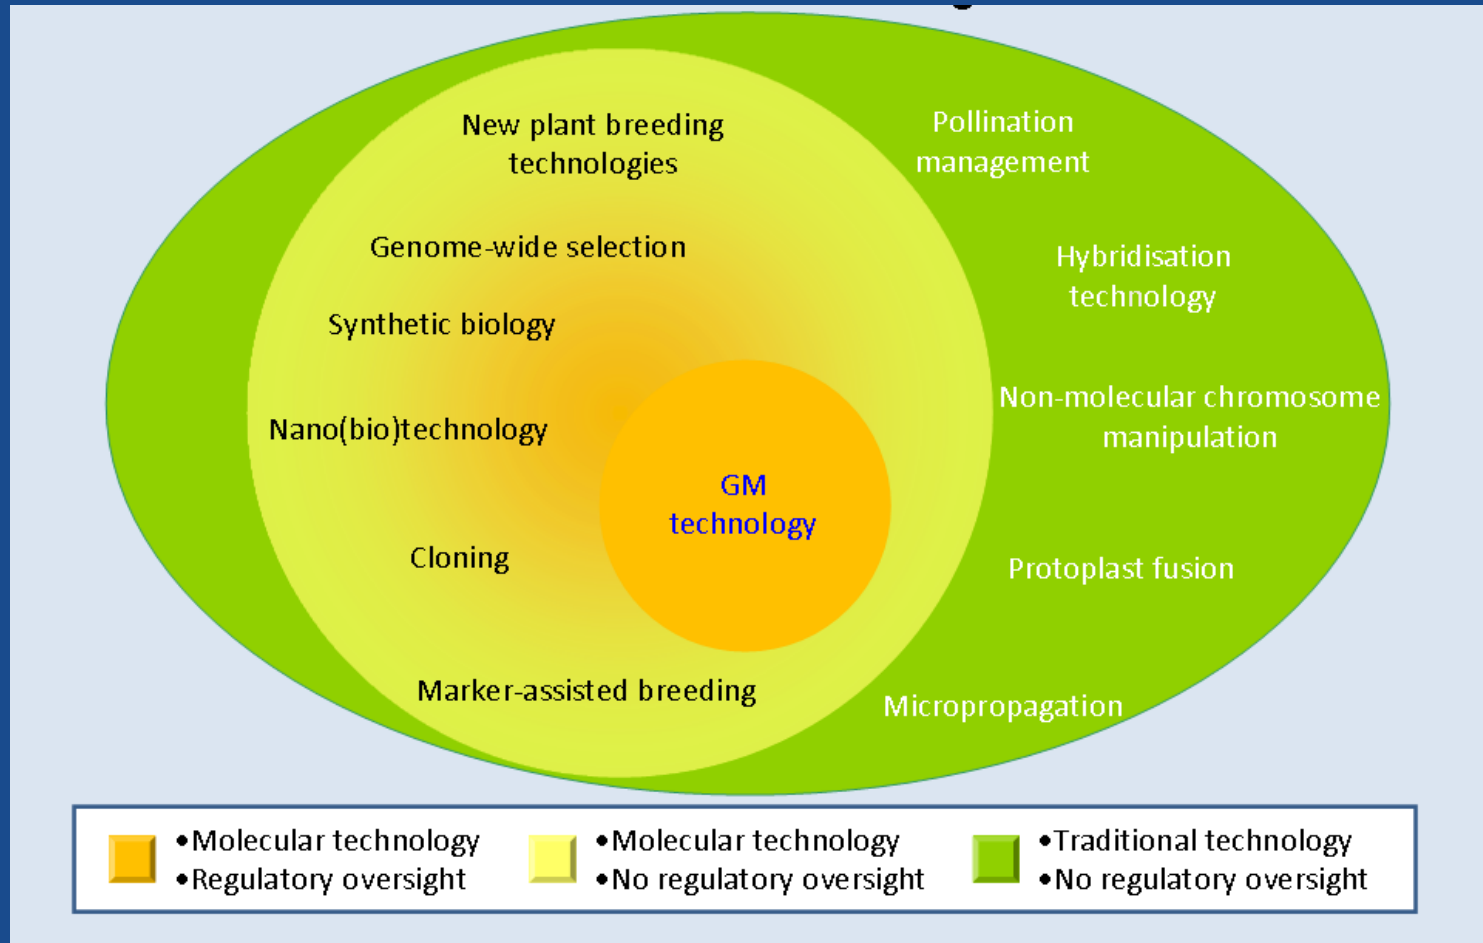 New plant breeding
technologies
Genome-wide selection
Synthetic biology
Nano(bio)technology
Cloning
Marker-assisted breeding
GM
technology
Pollination
management
Hybridisation
technology
Non-molecular chromosome
manipulation
Protoplast fusion
Micropropagation
•Molecular technology
•Regulatory oversight
•Molecular technology
•No regulatory oversight
•Traditional technology
•No regulatory oversight